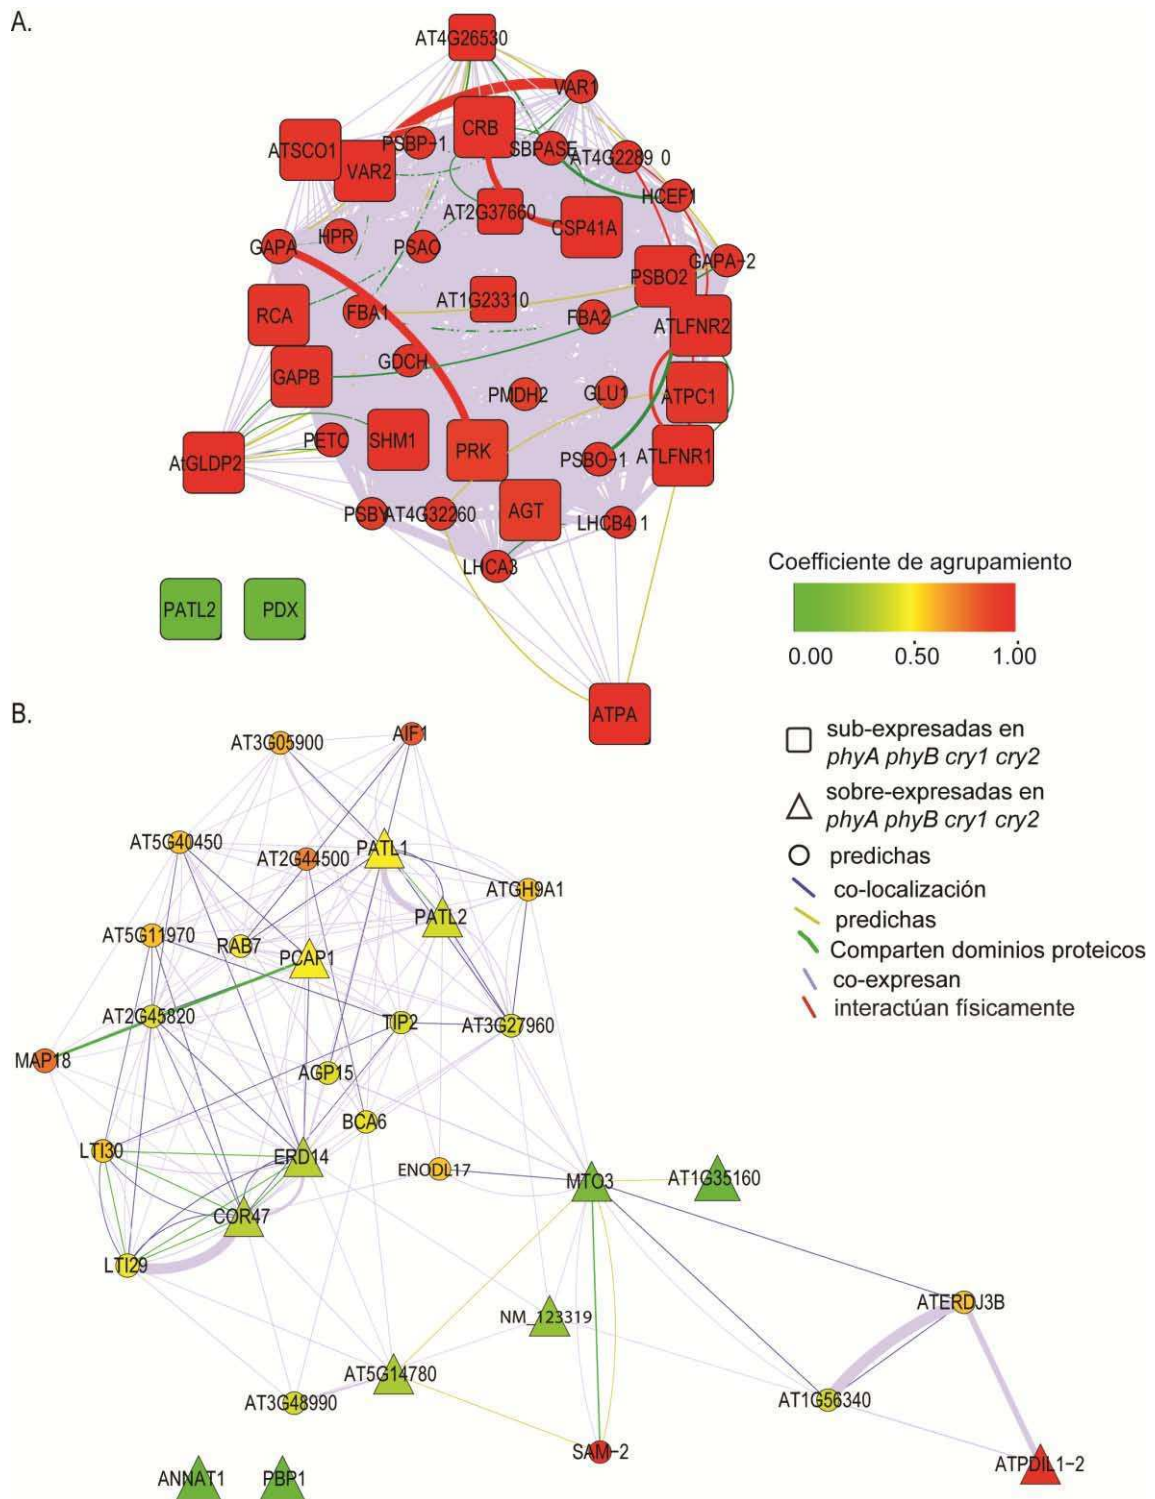 A.
AT4G26530
VAR1
CRB
PSBP-1
SBPASE
AT4G2289 0
ATSCO1
VAR2
HCEF1
AT2G37660
CSP41A
HPR
PSAO
GAPA
GAPA-2
PSBO2
AT1G23310
RCA
FBA1
FBA2
ATLFNR2
GDCH
GAPB
PMDH2
GLU1
ATPC1
PETC
SHM1
PRK
PSBO-1
ATLFNR1
AtGLDP2
PSBY
AT4G32260
AGT
LHCB4.1
LHCA3
PATL2
PDX
ATPA
Coefficiente de agrupamiento
0.00 0.50 1.00
sub-expresadas en
phyA phyB cry1 cry2
sobre-expresadas en
phyA phyB cry1 cry2
predichas
co-localización
predichas
Comparten dominios proteicos
co-expresan
interactúan físicamente
B.
AT3G05900
AIF1
AT5G40450
AT2G44500
PATL1
ATGH9A1
PATL2
AT5G11970
RAB7
PCAP1
AT2G45820
TIP2
AT3G27960
MAP18
AGP15
BCA6
LTI30
ERD14
ENODL17
MTO3
AT1G35160
COR47
LTI29
NM_123319
ATERDJ3B
AT5G14780
AT3G48990
AT1G56340
SAM-2
ATPDIL1-2
ANNAT1
PBP1